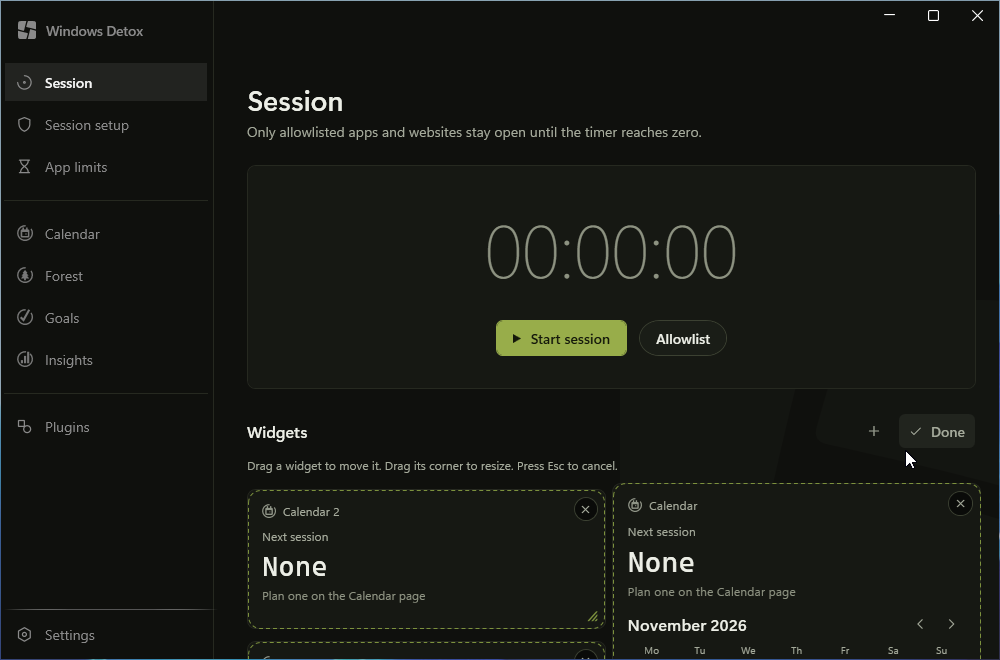 Windows Detox
Session
Session setup
App limits
Calendar
Forest
Goals
Insights
Plugins
Settings
Session
Only allowlisted apps and websites stay open until the timer reaches zero.
00:00:00
Start session
Allowlist
Widgets
Done
Drag a widget to move it. Drag its corner to resize. Press Esc to cancel.
Calendar 2
Next session
None
Plan one on the Calendar page
Calendar
Next session
None
Plan one on the Calendar page
November 2026
Mo Tu We Th Fr Sa Su